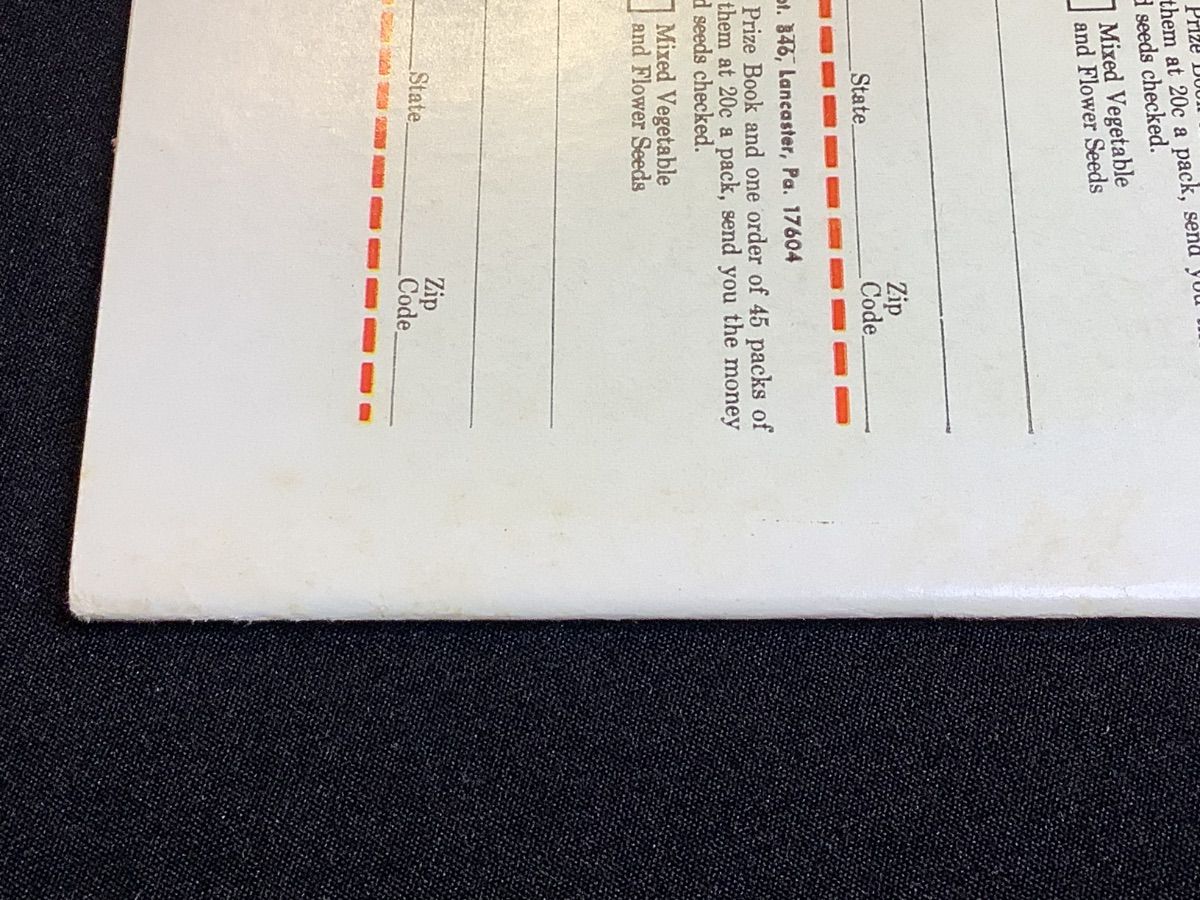 Prize
them at 20c a pack, send you
seeds checked.
Mixed Vegetable
and Flower Seeds
Zip
State Code
Lancaster, Pa. 17604
Prize Book and one order of 45 packs of
them at 20c a pack, send you the money
seeds checked.
Mixed Vegetable
and Flower Seeds
Zip
State Code